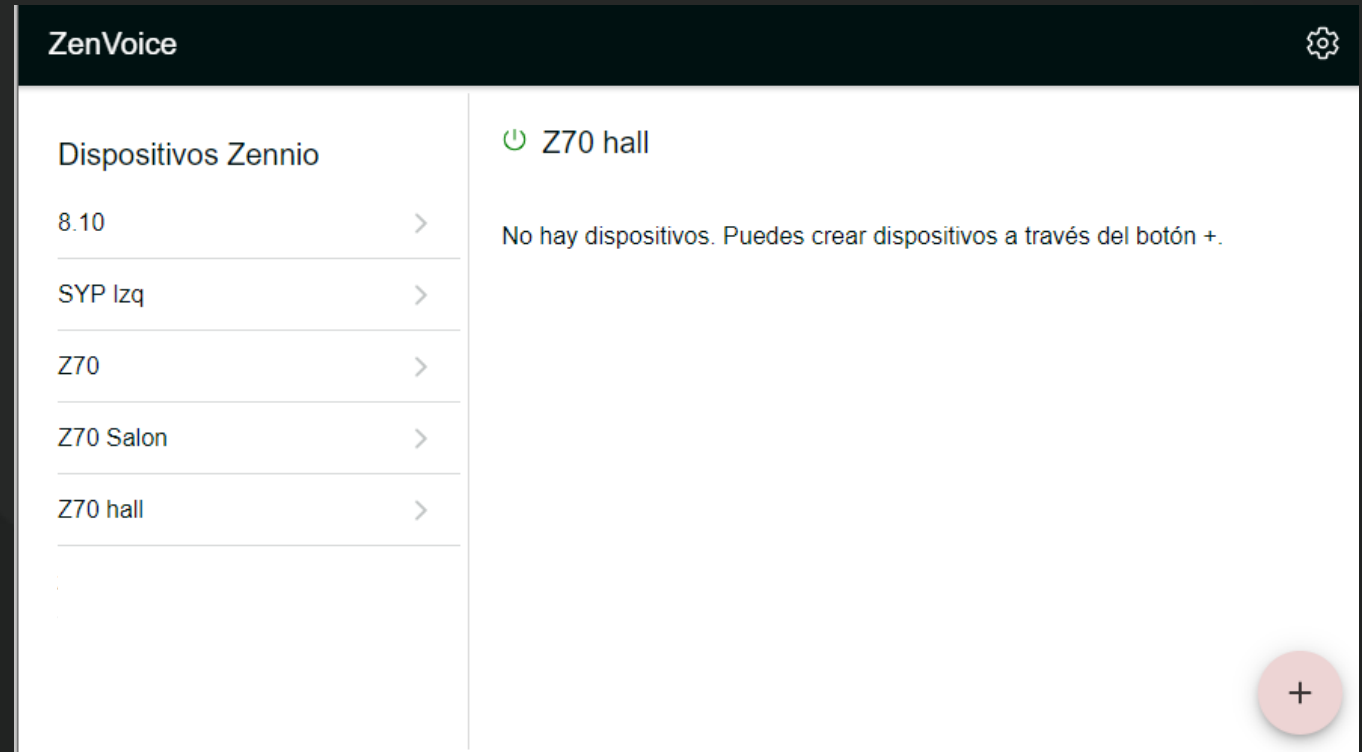 ZenVoice
Dispositivos Zennio
8.10
SYP Izq
Z70
Z70 Salon
Z70 hall
Z70 hall
No hay dispositivos. Puedes crear dispositivos a través del botón +.
+